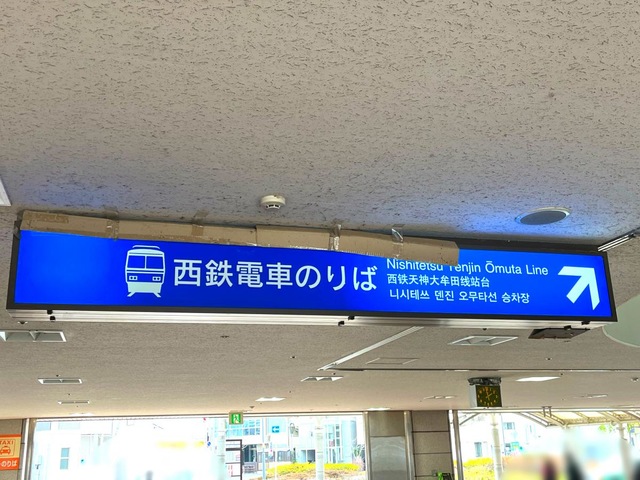 西鉄電車のりば
Nishitetsu Tenjin Ōmuta Line
西铁天神大牟田线站台
니시테쓰 덴진 오무타선 승차장
TAXI